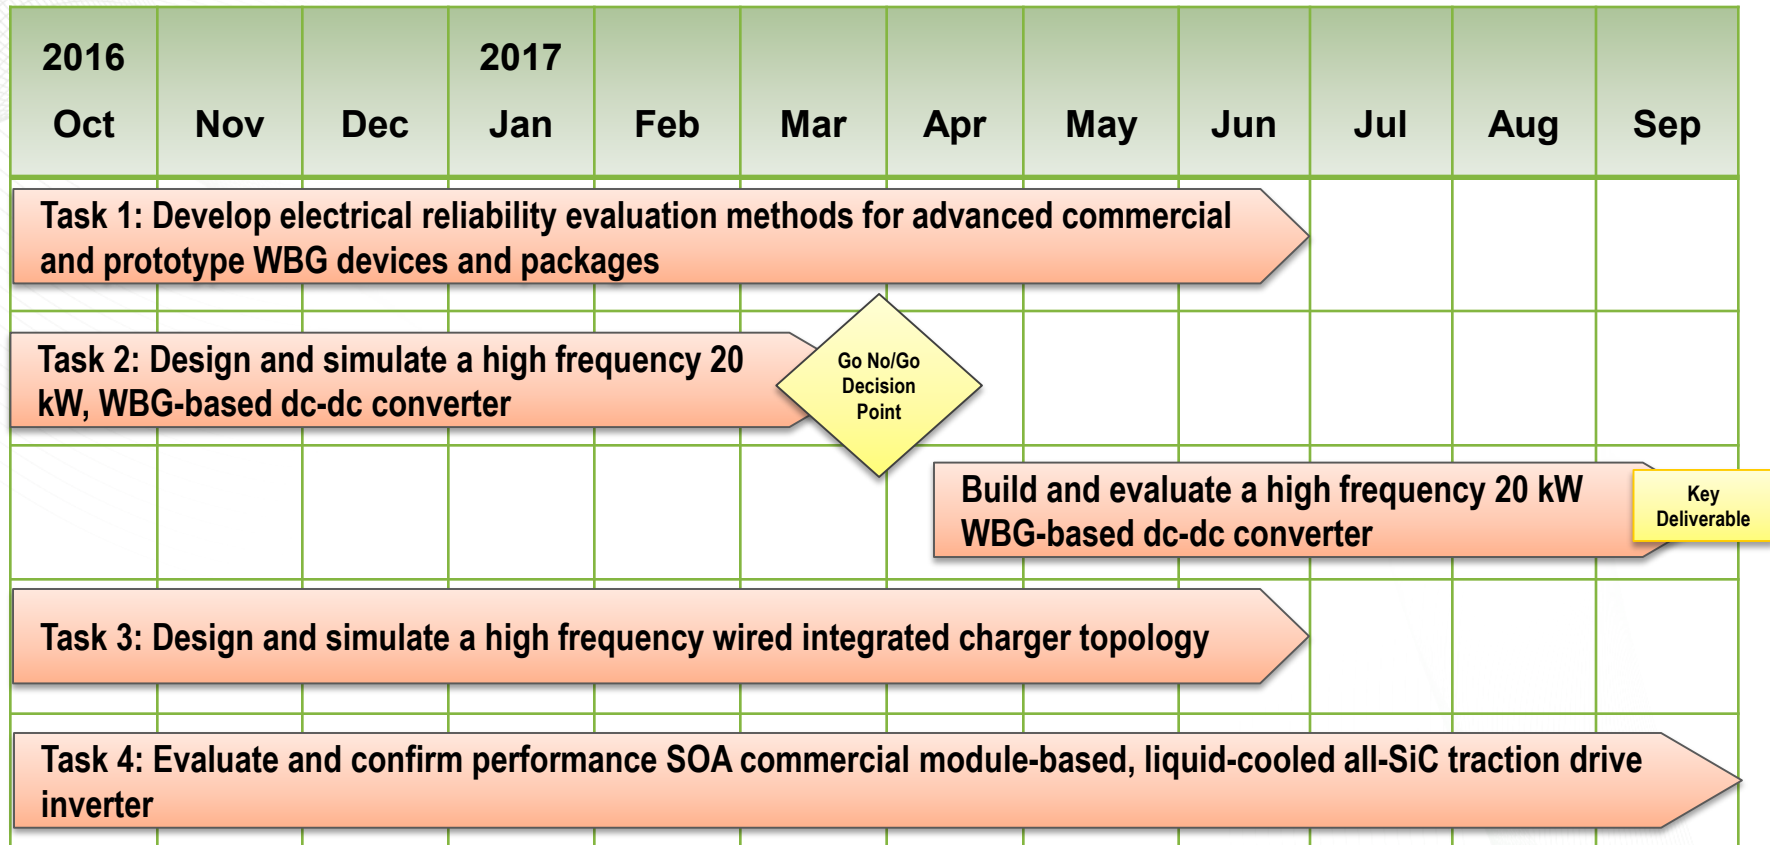 2016
2017
Oct Nov Dec Jan Feb Mar Apr May Jun Jul Aug Sep
Task 1: Develop electrical reliability evaluation methods for advanced commercial
and prototype WBG devices and packages
Task 2: Design and simulate a high frequency 20
kW, WBG-based dc-dc converter
Go No/Go
Decision
Point
Build and evaluate a high frequency 20 kW
WBG-based dc-dc converter
Key
Deliverable
Task 3: Design and simulate a high frequency wired integrated charger topology
Task 4: Evaluate and confirm performance SOA commercial module-based, liquid-cooled all-SiC traction drive
inverter